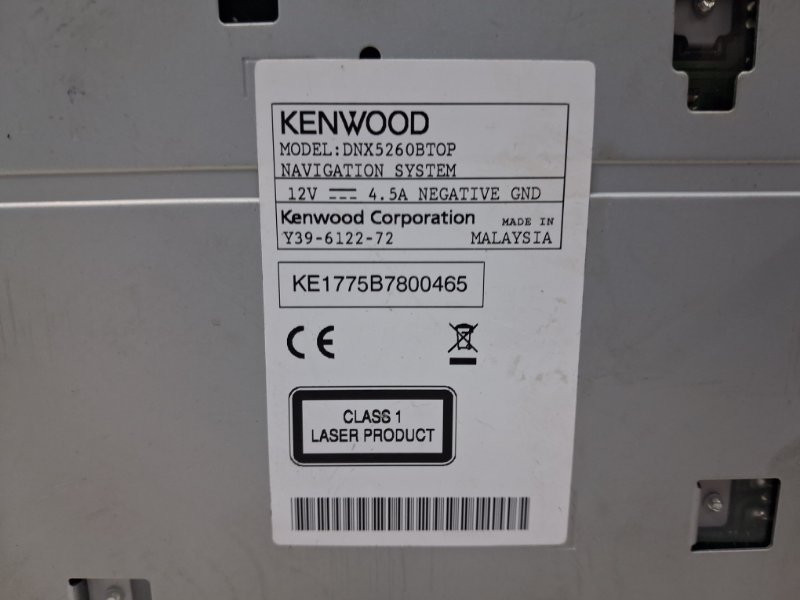 KENWOOD
MODEL:DNX5260BTOP
NAVIGATION SYSTEM
12V ⎓ 4.5A NEGATIVE GND
Kenwood Corporation MADE IN
Y39-6122-72 MALAYSIA
KE1775B7800465
CE
CLASS 1
LASER PRODUCT